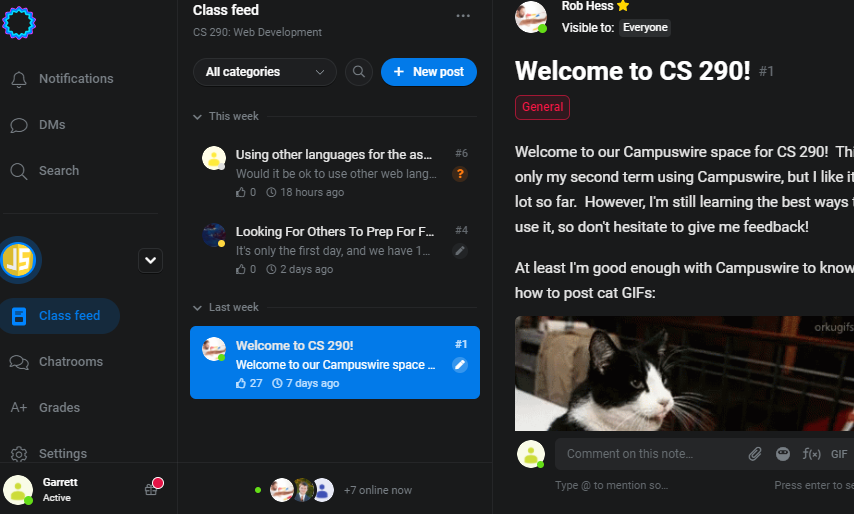 Notifications
DMs
Search
JS
Class feed
Chatrooms
A+ Grades
Settings
Garrett
Active
Class feed
CS 290: Web Development
All categories
+ New post
This week
Using other languages for the as... #6
Would it be ok to use other web lang... ?
0 18 hours ago
Looking For Others To Prep For F... #4
It's only the first day, and we have 1...
0 2 days ago
Last week
Welcome to CS 290! #1
Welcome to our Campuswire space ...
27 7 days ago
+7 online now
Rob Hess
Visible to: Everyone
Welcome to CS 290! #1
General
Welcome to our Campuswire space for CS 290!
only my second term using Campuswire, but I like it
lot so far. However, I'm still learning the best ways
use it, so don't hesitate to give me feedback!
At least I'm good enough with Campuswire to know
how to post cat GIFs:
orkugifs
Comment on this note...
f(x) GIF
Type @ to mention so...
Press enter to se